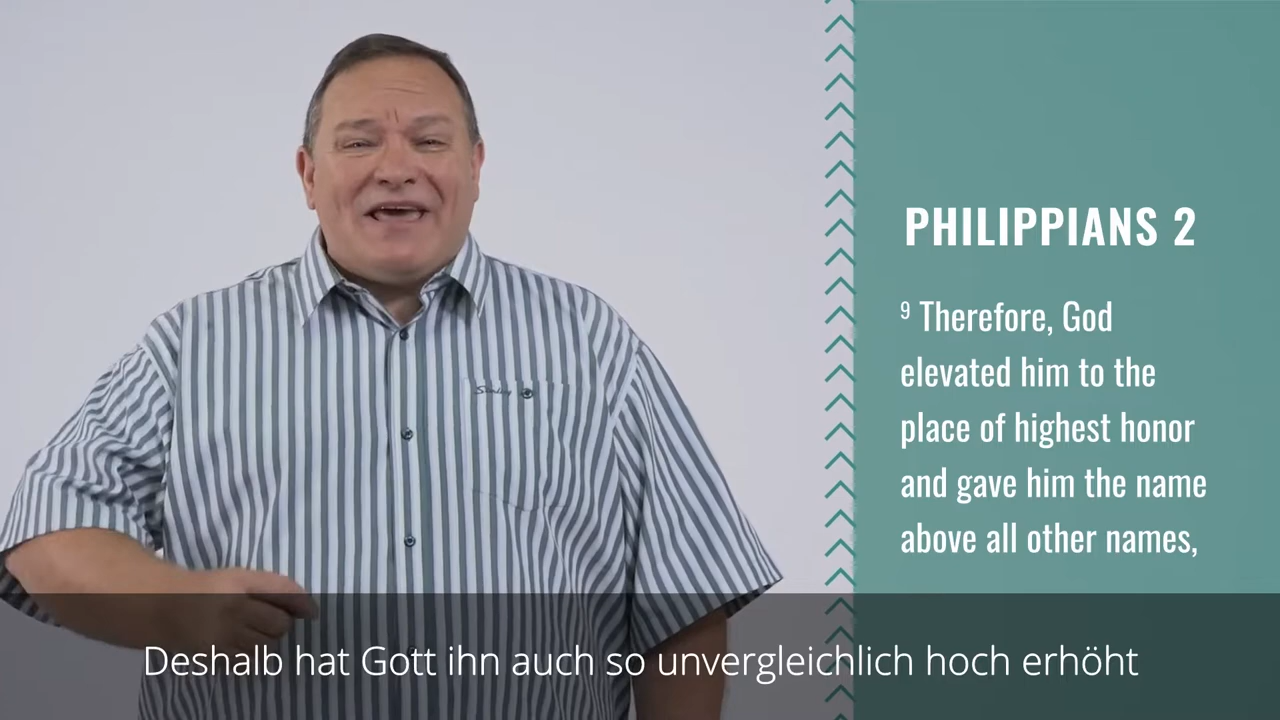 PHILIPPIANS 2
9 Therefore, God
elevated him to the
place of highest honor
and gave him the name
above all other names,
Deshalb hat Gott ihn auch so unvergleichlich hoch erhöht